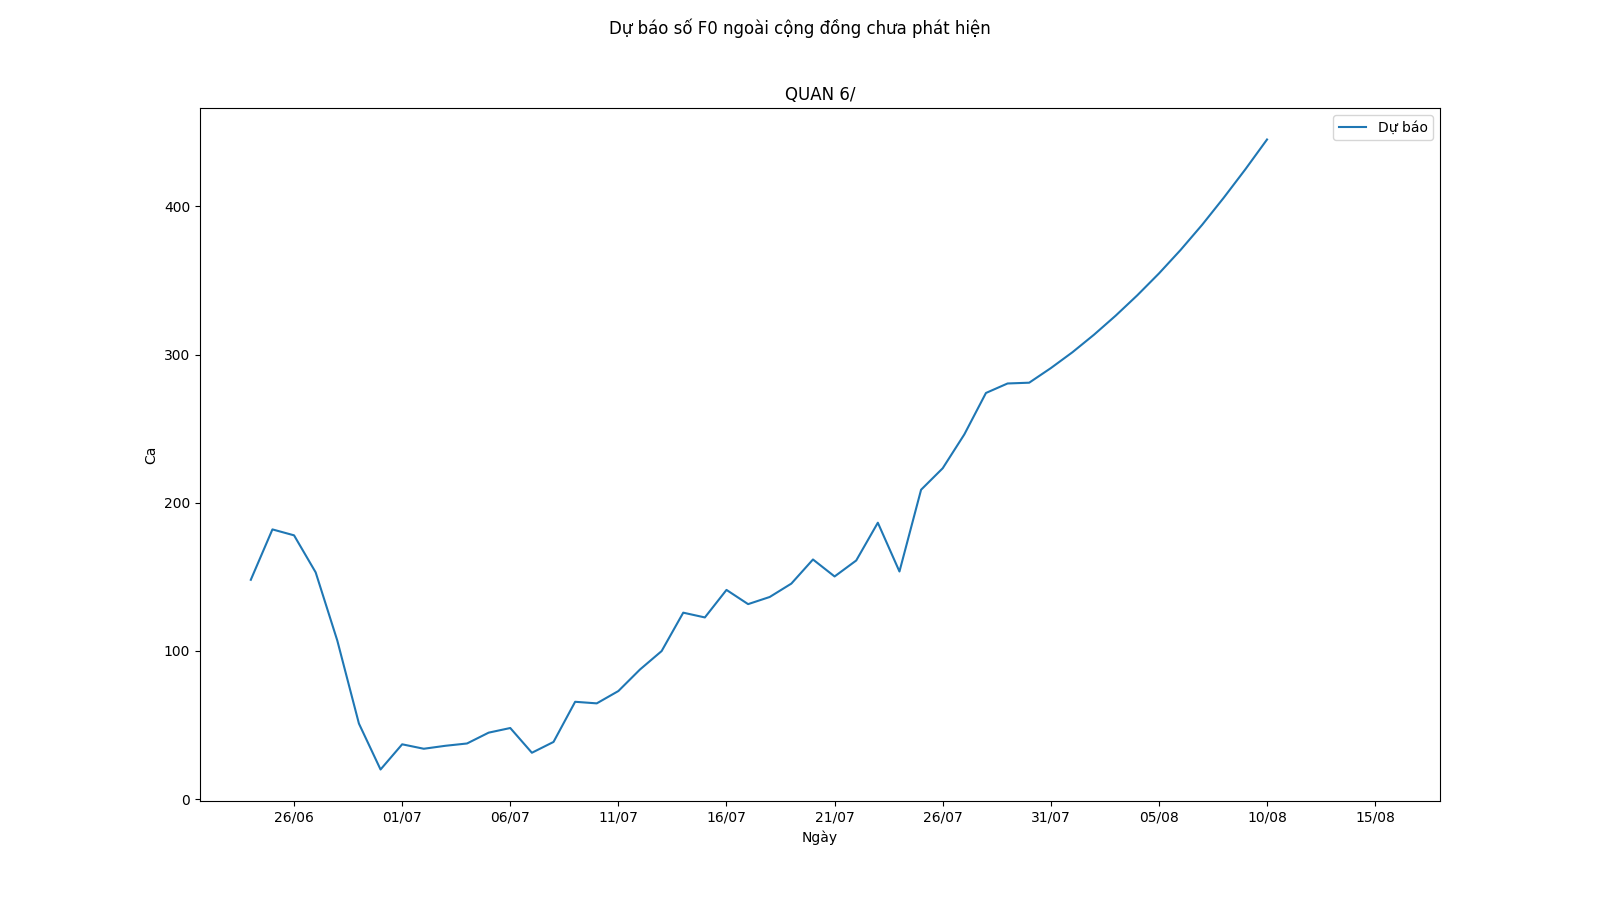 Dự báo số F0 ngoài cộng đồng chưa phát hiện
QUAN 6/
Dự báo
400
300
200
100
0
Ca
26/06 01/07 06/07 11/07 16/07 21/07 26/07 31/07 05/08 10/08 15/08
Ngày